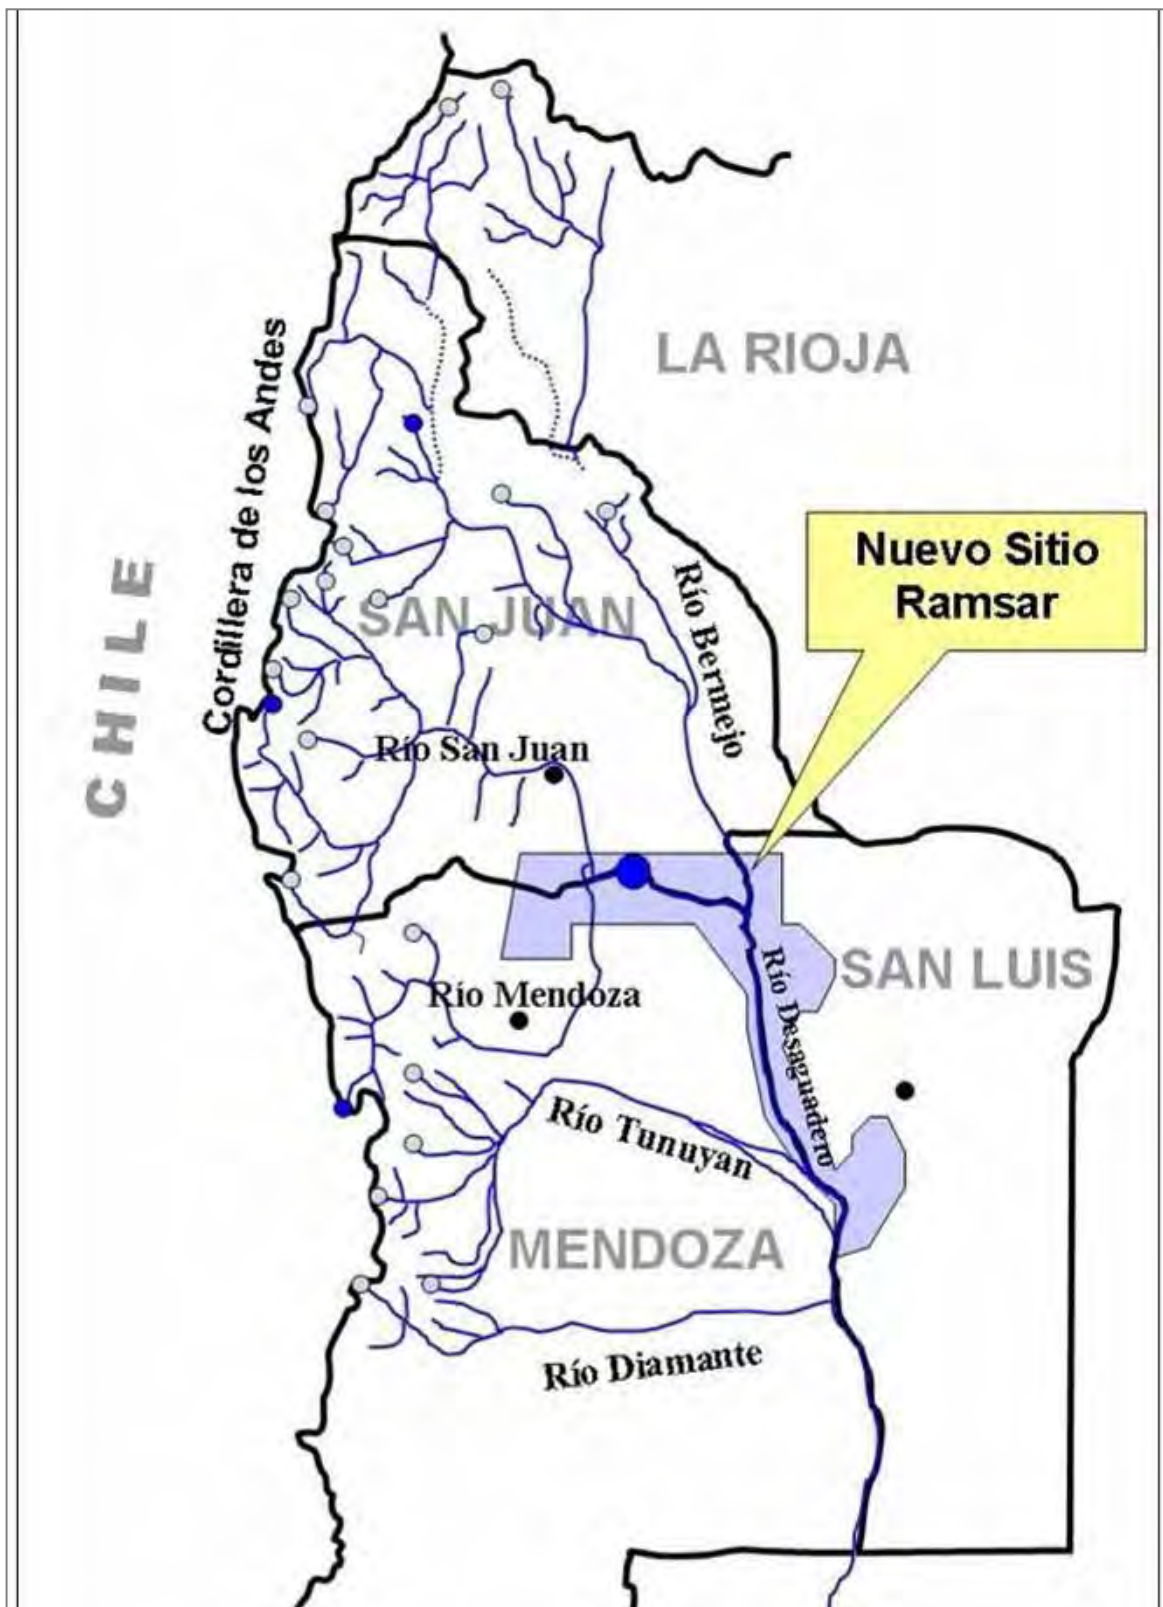 LA RIOJA
Cordillera de los Andes
CHILE
Nuevo Sitio
Ramsar
Río Bermejo
SAN JUAN
Río San Juan
SAN LUIS
Río Desaguadero
Río Mendoza
Río Tunuyan
MENDOZA
Río Diamante